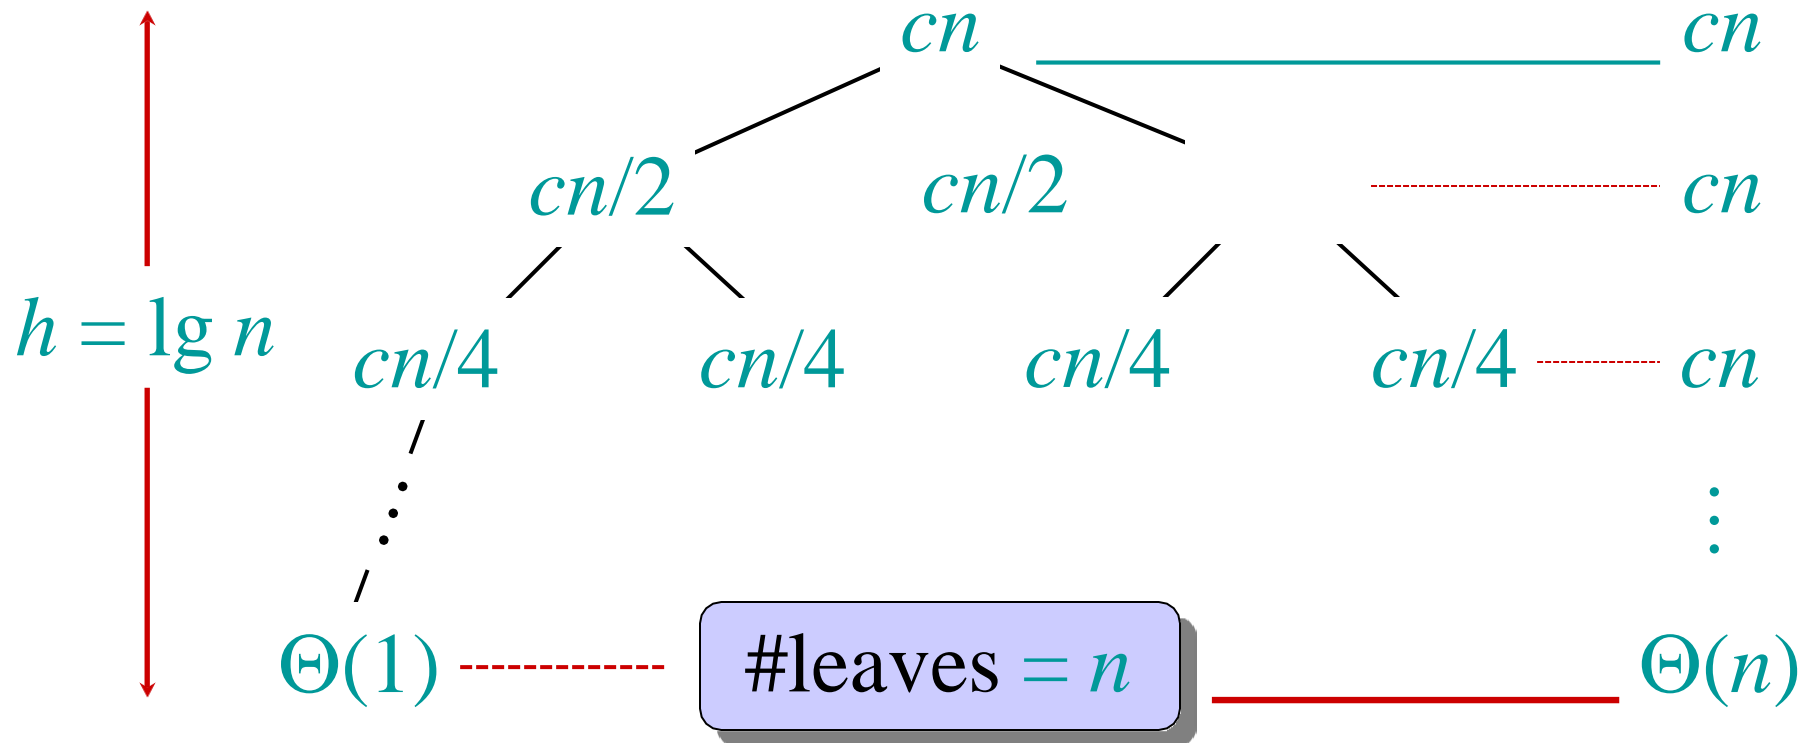 cn cn
cn/2 cn/2 cn
h = lg n cn/4 cn/4 cn/4 cn/4 cn
Θ(1) #leaves = n Θ(n)